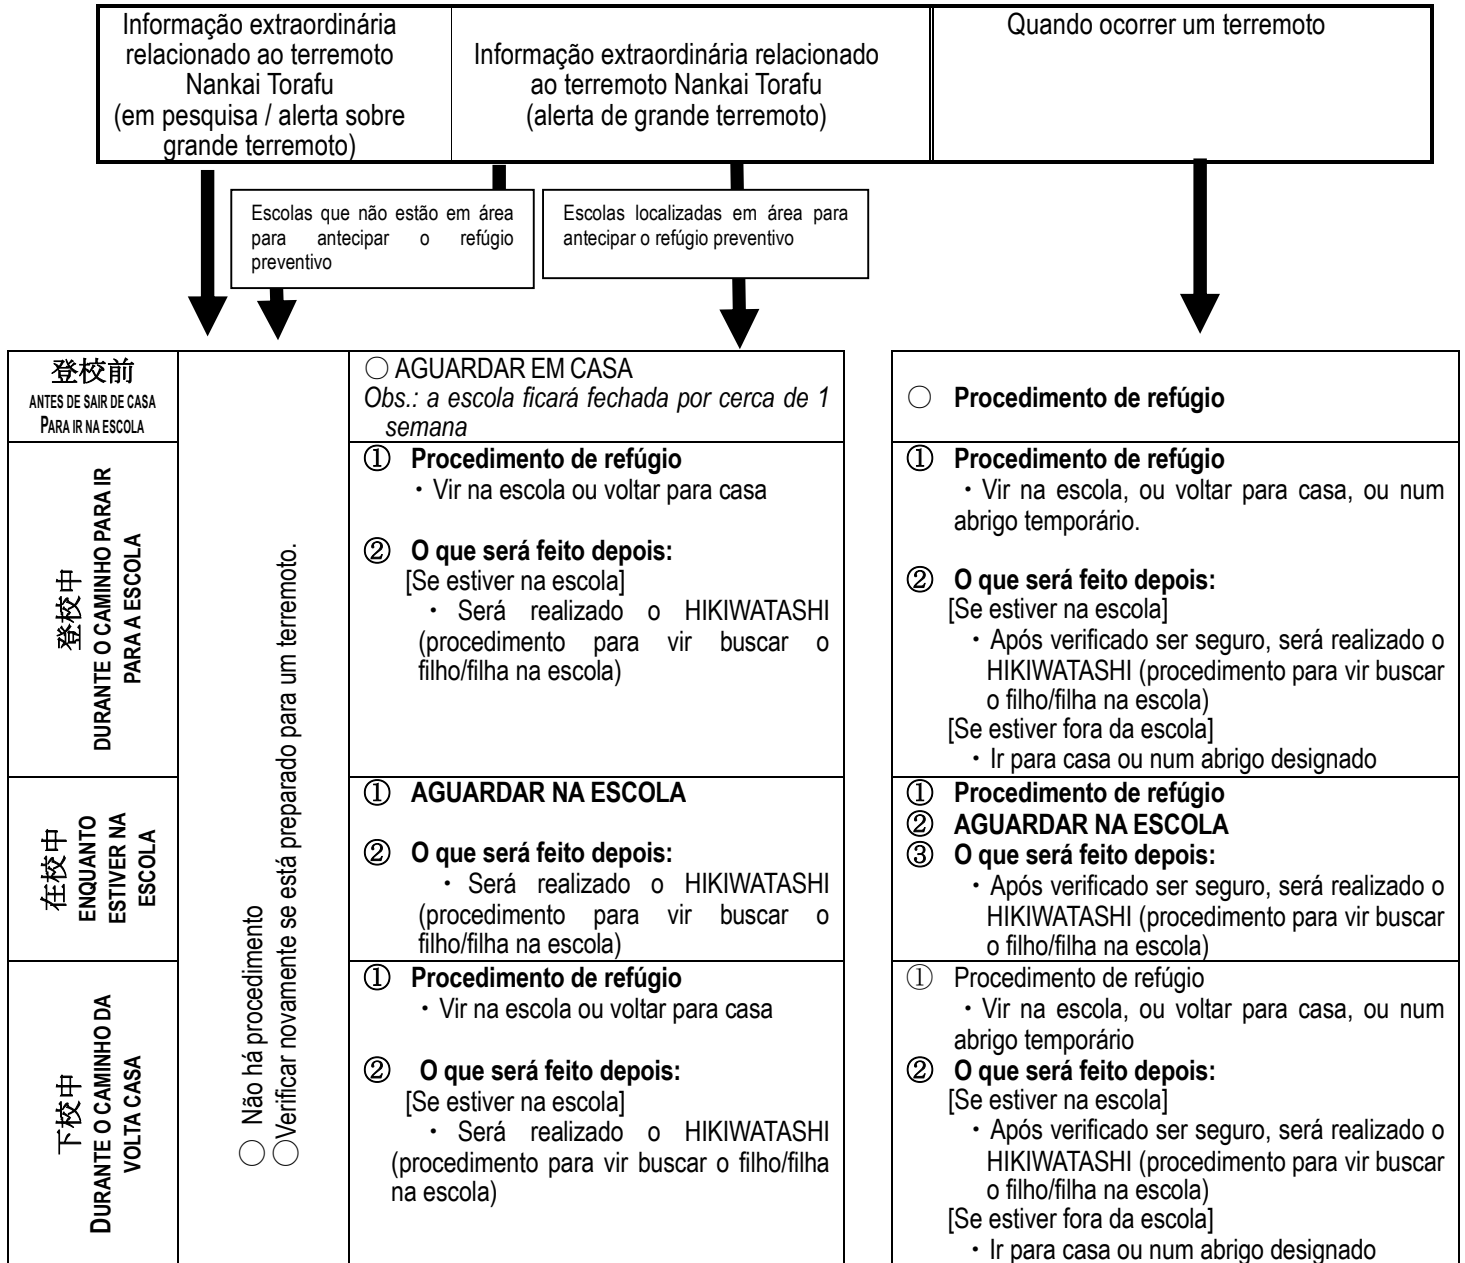 Informação extraordinária
relacionado ao terremoto
Nankai Torafu
(em pesquisa / alerta sobre
grande terremoto)
Informação extraordinária relacionado
ao terremoto Nankai Torafu
(alerta de grande terremoto)
Quando ocorrer um terremoto
Escolas que não estão em área
para antecipar o refúgio
preventivo
Escolas localizadas em área para
antecipar o refúgio preventivo
登校前
ANTES DE SAIR DE CASA
PARA IR NA ESCOLA
○ Não há procedimento
○Verificar novamente se está preparado para um terremoto.
○ AGUARDAR EM CASA
Obs.: a escola ficará fechada por cerca de 1
semana
○ Procedimento de refúgio
登校中
DURANTE O CAMINHO PARA IR
PARA A ESCOLA
① Procedimento de refúgio
・Vir na escola ou voltar para casa
② O que será feito depois:
[Se estiver na escola]
・Será realizado o HIKIWATASHI
(procedimento para vir buscar o
filho/filha na escola)
① Procedimento de refúgio
・Vir na escola, ou voltar para casa, ou num
abrigo temporário.
② O que será feito depois:
[Se estiver na escola]
・Após verificado ser seguro, será realizado o
HIKIWATASHI (procedimento para vir buscar
o filho/filha na escola)
[Se estiver fora da escola]
・Ir para casa ou num abrigo designado
在校中
ENQUANTO
ESTIVER NA
ESCOLA
① AGUARDAR NA ESCOLA
② O que será feito depois:
・Será realizado o HIKIWATASHI
(procedimento para vir buscar o
filho/filha na escola)
① Procedimento de refúgio
② AGUARDAR NA ESCOLA
③ O que será feito depois:
・Após verificado ser seguro, será realizado o
HIKIWATASHI (procedimento para vir buscar
o filho/filha na escola)
下校中
DURANTE O CAMINHO DA
VOLTA CASA
① Procedimento de refúgio
・Vir na escola ou voltar para casa
② O que será feito depois:
[Se estiver na escola]
・Será realizado o HIKIWATASHI
(procedimento para vir buscar o filho/filha
na escola)
① Procedimento de refúgio
・Vir na escola, ou voltar para casa, ou num
abrigo temporário
② O que será feito depois:
[Se estiver na escola]
・Após verificado ser seguro, será realizado o
HIKIWATASHI (procedimento para vir buscar
o filho/filha na escola)
[Se estiver fora da escola]
・Ir para casa ou num abrigo designado